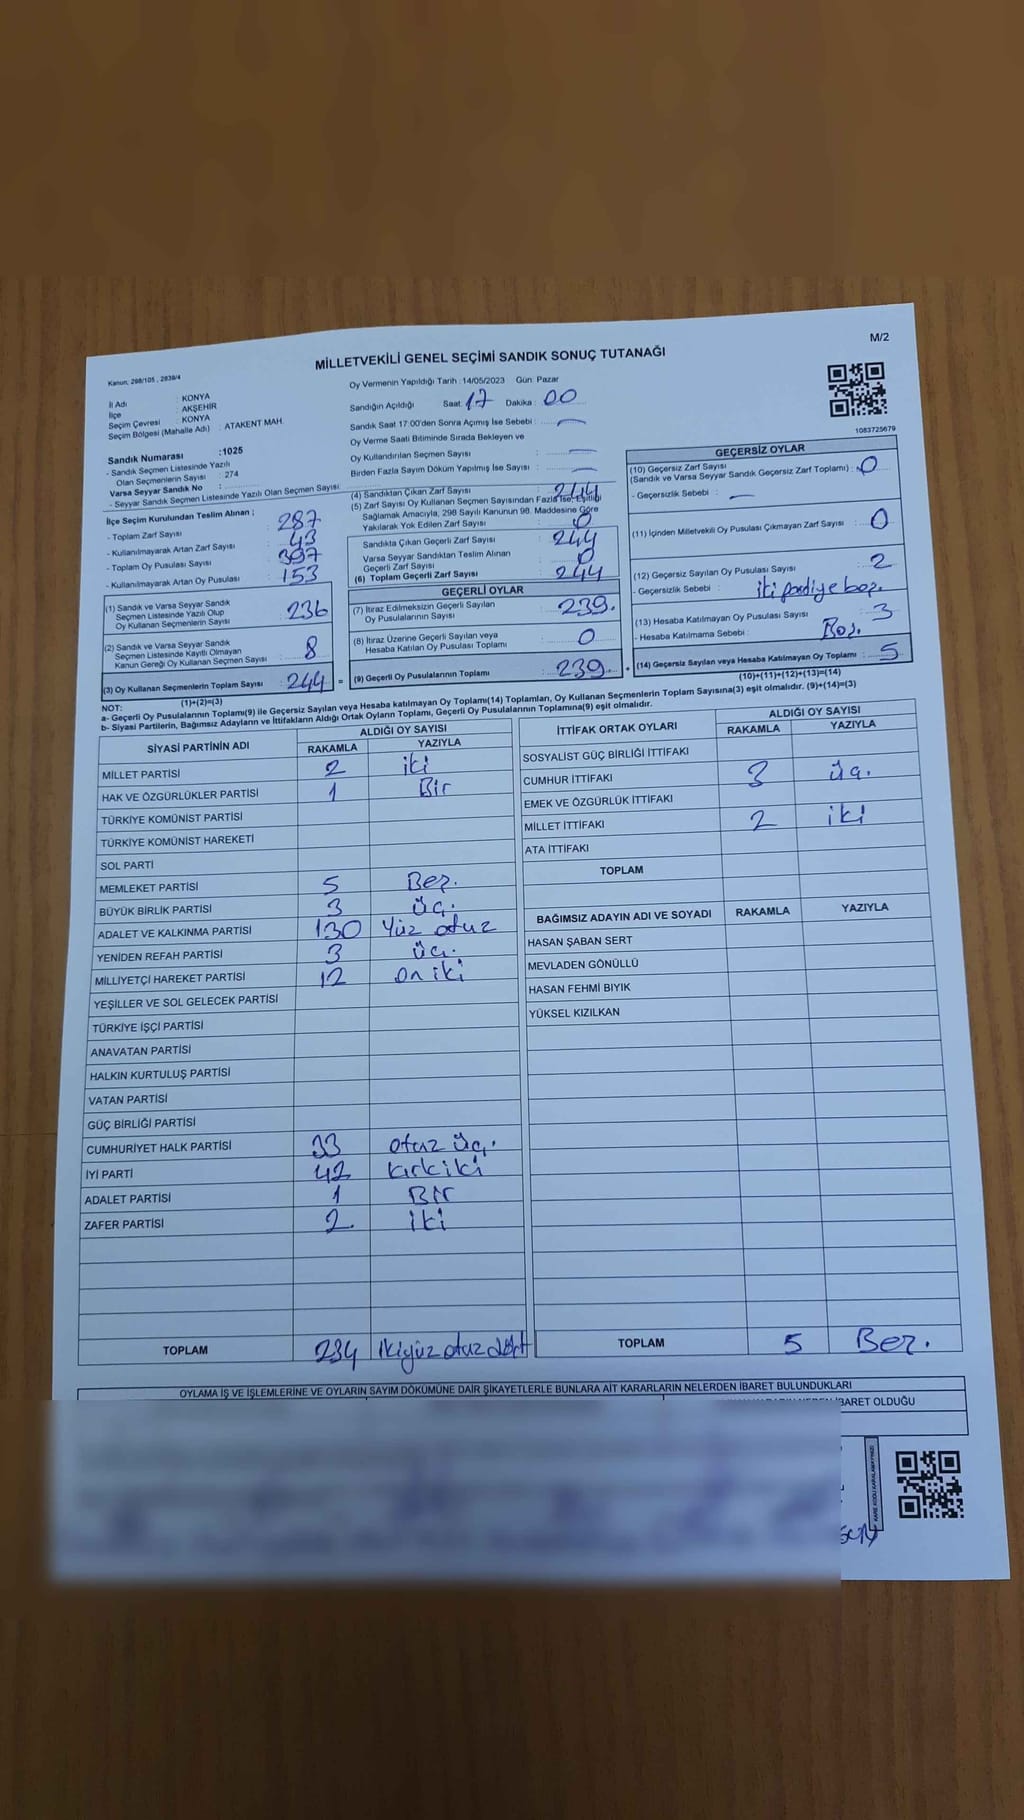 M/2
MİLLETVEKİLİ GENEL SEÇİMİ SANDIK SONUÇ TUTANAĞI
Kanun; 298/105 , 2839/4
İl Adı : KONYA
İlçe : AKŞEHİR
Seçim Çevresi : KONYA
Seçim Bölgesi (Mahalle Adı) : ATAKENT MAH.
Sandık Numarası :1025
- Sandık Seçmen Listesinde Yazılı
Olan Seçmenlerin Sayısı : 274
Varsa Seyyar Sandık No :
- Seyyar Sandık Seçmen Listesinde Yazılı Olan Seçmen Sayısı:
İlçe Seçim Kurulundan Teslim Alınan ;
- Toplam Zarf Sayısı : 287
- Kullanılmayarak Artan Zarf Sayısı : 43
- Toplam Oy Pusulası Sayısı : 397
- Kullanılmayarak Artan Oy Pusulası : 153
(1) Sandık ve Varsa Seyyar Sandık
Seçmen Listesinde Yazılı Olup
Oy Kullanan Seçmenlerin Sayısı : 236
(2) Sandık ve Varsa Seyyar Sandık
Seçmen Listesinde Kayıtlı Olmayan
Kanun Gereği Oy Kullanan Seçmen Sayısı : 8
(3) Oy Kullanan Seçmenlerin Toplam Sayısı : 244 =
(1)+(2)=(3)
Oy Vermenin Yapıldığı Tarih : 14/05/2023 Gün: Pazar
Sandığın Açıldığı Saat: 17 Dakika : 00
Sandık Saat 17:00'den Sonra Açımış İse Sebebi : —
Oy Verme Saati Bitiminde Sırada Bekleyen ve
Oy Kullandırılan Seçmen Sayısı : —
Birden Fazla Sayım Döküm Yapılmış İse Sayısı : —
(4) Sandıktan Çıkan Zarf Sayısı : 244
(5) Zarf Sayısı Oy Kullanan Seçmen Sayısından Fazla İse, Eşitliği
Sağlamak Amacıyla, 298 Sayılı Kanunun 98. Maddesine Göre
Yakılarak Yok Edilen Zarf Sayısı : 0
Sandıkta Çıkan Geçerli Zarf Sayısı : 244
Varsa Seyyar Sandıktan Teslim Alınan
Geçerli Zarf Sayısı : 0
(6) Toplam Geçerli Zarf Sayısı : 244
GEÇERLİ OYLAR
(7) İtiraz Edilmeksizin Geçerli Sayılan
Oy Pusulalarının Sayısı : 239.
(8) İtiraz Üzerine Geçerli Sayılan veya
Hesaba Katılan Oy Pusulası Toplamı : 0
(9) Geçerli Oy Pusulalarının Toplamı : 239. +
1083725679
GEÇERSİZ OYLAR
(10) Geçersiz Zarf Sayısı
(Sandık ve Varsa Seyyar Sandık Geçersiz Zarf Toplamı) : 0
- Geçersizlik Sebebi : —
(11) İçinden Milletvekili Oy Pusulası Çıkmayan Zarf Sayısı : 0
(12) Geçersiz Sayılan Oy Pusulası Sayısı : 2
- Geçersizlik Sebebi : iki
(13) Hesaba Katılmayan Oy Pusulası Sayısı : 3
- Hesaba Katılmama Sebebi : Boş.
(14) Geçersiz Sayılan veya Hesaba Katılmayan Oy Toplamı : 5
(10)+(11)+(12)+(13)=(14)
NOT:
a- Geçerli Oy Pusulalarının Toplamı(9) ile Geçersiz Sayılan veya Hesaba katılmayan Oy Toplamı(14) Toplamları, Oy Kullanan Seçmenlerin Toplam Sayısına(3) eşit olmalıdır. (9)+(14)=(3)
b- Siyasi Partilerin, Bağımsız Adayların ve İttifakların Aldığı Ortak Oyların Toplamı, Geçerli Oy Pusulalarının Toplamına(9) eşit olmalıdır.
SİYASİ PARTİNİN ADI ALDIĞI OY SAYISI
RAKAMLA YAZIYLA
MİLLET PARTİSİ 2 iki
HAK VE ÖZGÜRLÜKLER PARTİSİ 1 Bir
TÜRKİYE KOMÜNİST PARTİSİ
TÜRKİYE KOMÜNİST HAREKETİ
SOL PARTİ
MEMLEKET PARTİSİ 5 Beş.
BÜYÜK BİRLİK PARTİSİ 3 üç.
ADALET VE KALKINMA PARTİSİ 130 Yüz otuz
YENİDEN REFAH PARTİSİ 3 üç.
MİLLİYETÇİ HAREKET PARTİSİ 12 on iki
YEŞİLLER VE SOL GELECEK PARTİSİ
TÜRKİYE İŞÇİ PARTİSİ
ANAVATAN PARTİSİ
HALKIN KURTULUŞ PARTİSİ
VATAN PARTİSİ
GÜÇ BİRLİĞİ PARTİSİ
CUMHURİYET HALK PARTİSİ 33 otuz üç.
İYİ PARTİ 42 kırkiki
ADALET PARTİSİ 1 Bir
ZAFER PARTİSİ 2. iki
TOPLAM 234 ikiyüz otuz dört
İTTİFAK ORTAK OYLARI ALDIĞI OY SAYISI
RAKAMLA YAZIYLA
SOSYALİST GÜÇ BİRLİĞİ İTTİFAKI
CUMHUR İTTİFAKI 3 üç.
EMEK VE ÖZGÜRLÜK İTTİFAKI
MİLLET İTTİFAKI 2 iki
ATA İTTİFAKI
TOPLAM
BAĞIMSIZ ADAYIN ADI VE SOYADI RAKAMLA YAZIYLA
HASAN ŞABAN SERT
MEVLADEN GÖNÜLLÜ
HASAN FEHMİ BIYIK
YÜKSEL KIZILKAN
TOPLAM 5 Beş.
OYLAMA İŞ VE İŞLEMLERİNE VE OYLARIN SAYIM DÖKÜMÜNE DAİR ŞİKAYETLERLE BUNLARA AİT KARARLARIN NELERDEN İBARET BULUNDUKLARI
İBARET OLDUĞU